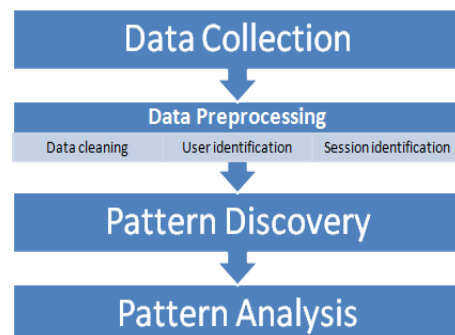 Data Collection
Data Preprocessing
Data cleaning User identification Session identification
Pattern Discovery
Pattern Analysis